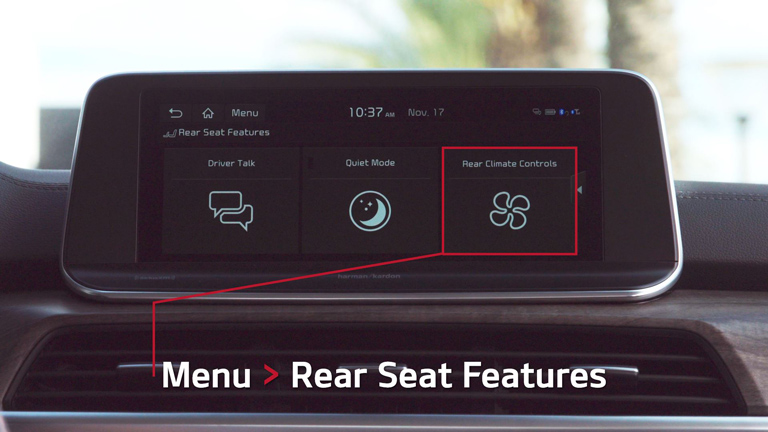 Menu
10:37 AM
Nov. 17
Rear Seat Features
Driver Talk
Quiet Mode
Rear Climate Controls
harman/kardon
Menu > Rear Seat Features